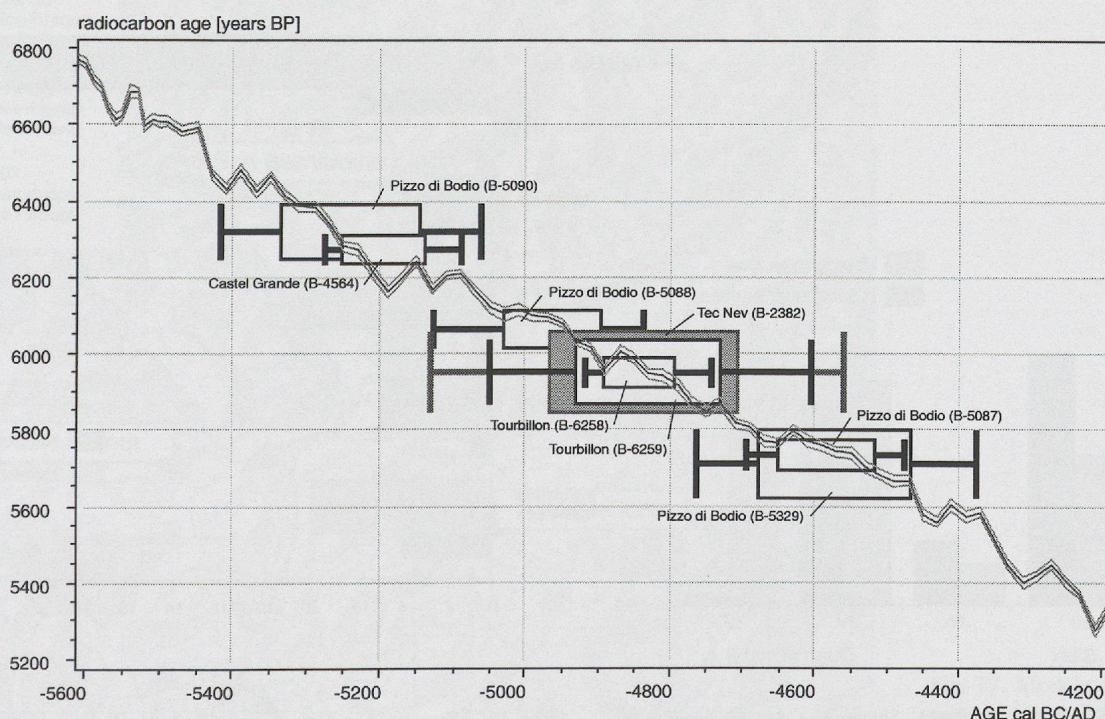 radiocarbon age [years BP]
6800
6600
6400
6200
6000
5800
5600
5400
5200
Pizzo di Bodio (B-5090)
Castel Grande (B-4564)
Pizzo di Bodio (B-5088)
Tec Nev (B-2382)
Tourbillon (B-6258)
Tourbillon (B-6259)
Pizzo di Bodio (B-5087)
Pizzo di Bodio (B-5329)
-5600 -5400 -5200 -5000 -4800 -4600 -4400 -4200
AGE cal BC/AD